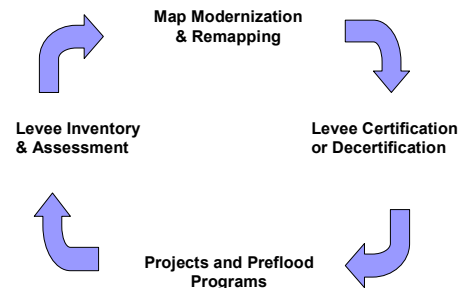 Map Modernization
& Remapping
Levee Inventory
& Assessment
Levee Certification
or Decertification
Projects and Preflood
Programs